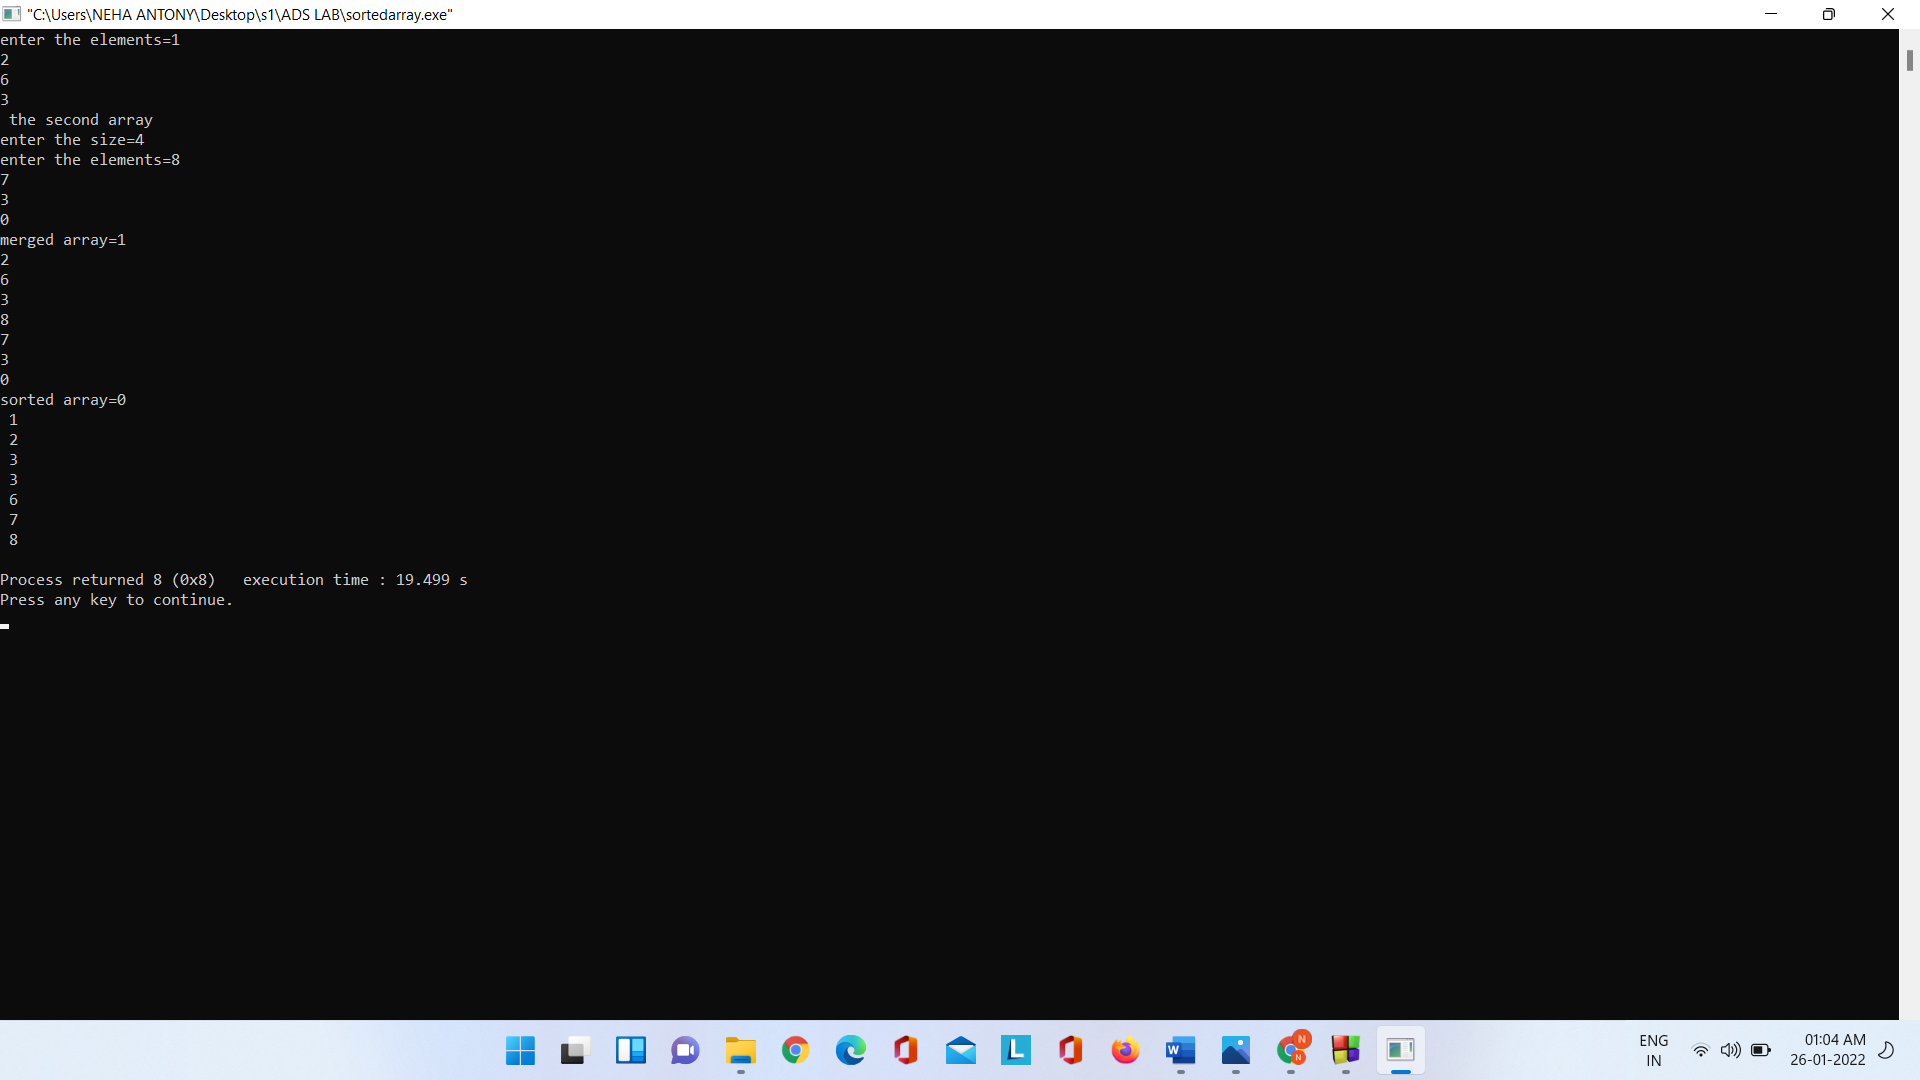 "C:\Users\NEHA ANTONY\Desktop\s1\ADS LAB\sortedarray.exe"
enter the elements=1
2
6
3
 the second array
enter the size=4
enter the elements=8
7
3
0
merged array=1
2
6
3
8
7
3
0
sorted array=0
 1
 2
 3
 3
 6
 7
 8
Process returned 8 (0x8)   execution time : 19.499 s
Press any key to continue.
L
W
N
N
ENG
IN
01:04 AM
26-01-2022